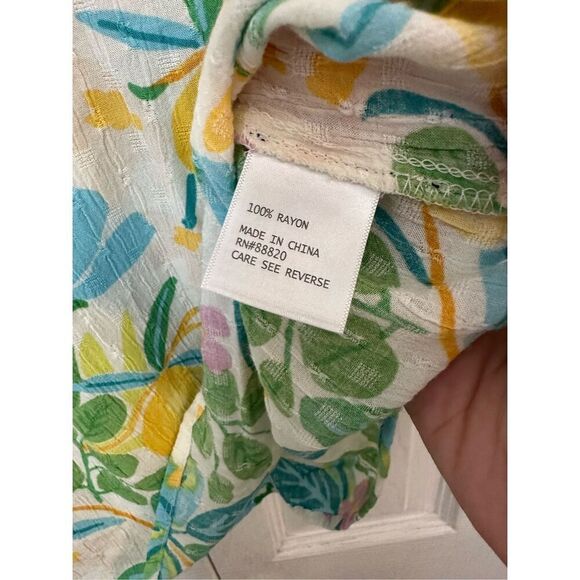 100% RAYON
MADE IN CHINA
RN#88820
CARE SEE REVERSE